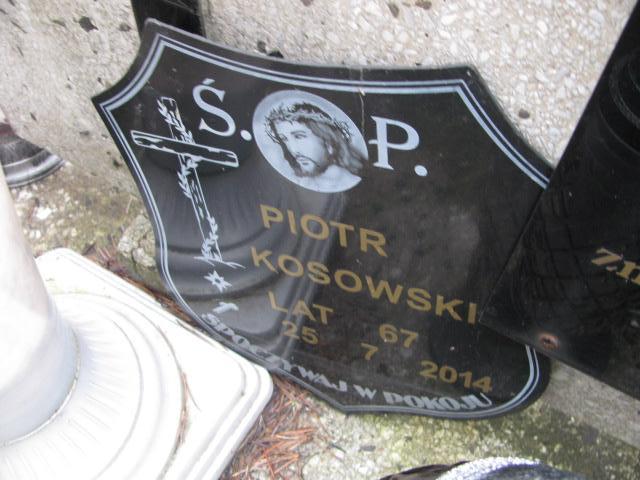 Ś. P.
PIOTR
KOSOWSKI
LAT 67
25 7 2014
SPOCZYWAJ W POKOJU